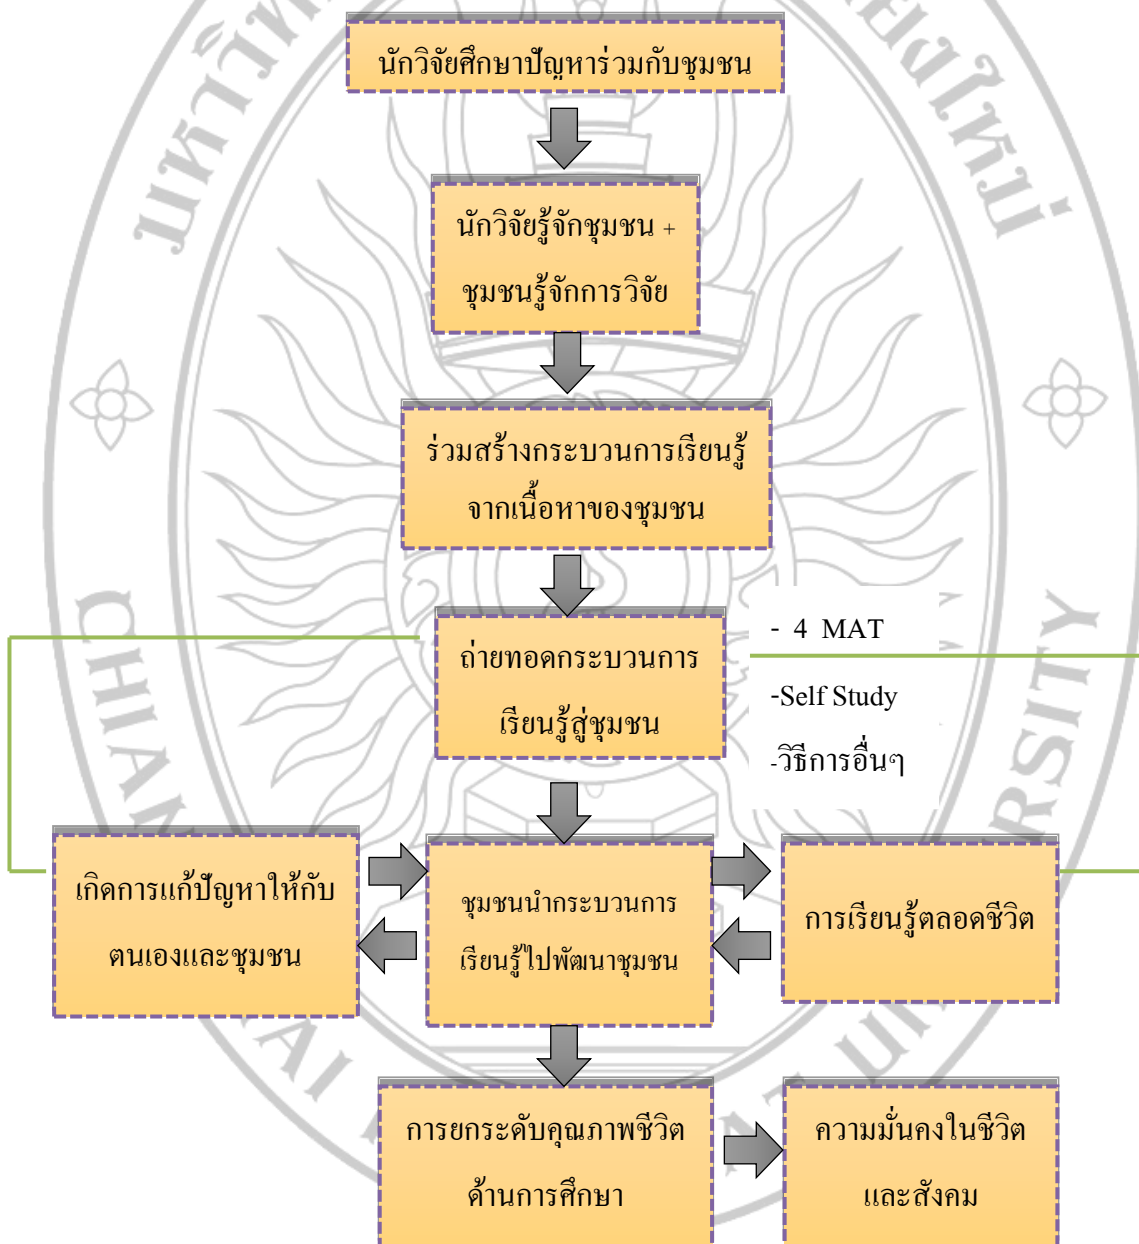 นักวิจัยศึกษาปัญหาร่วมกับชุมชน
นักวิจัยรู้จักชุมชน +
ชุมชนรู้จักการวิจัย
ร่วมสร้างกระบวนการเรียนรู้
จากเนื้อหาของชุมชน
ถ่ายทอดกระบวนการ
เรียนรู้สู่ชุมชน
- 4 MAT
-Self Study
-วิธีการอื่นๆ
เกิดการแก้ปัญหาให้กับ
ตนเองและชุมชน
ชุมชนนำกระบวนการ
เรียนรู้ไปพัฒนาชุมชน
การเรียนรู้ตลอดชีวิต
การยกระดับคุณภาพชีวิต
ด้านการศึกษา
ความมั่นคงในชีวิต
และสังคม